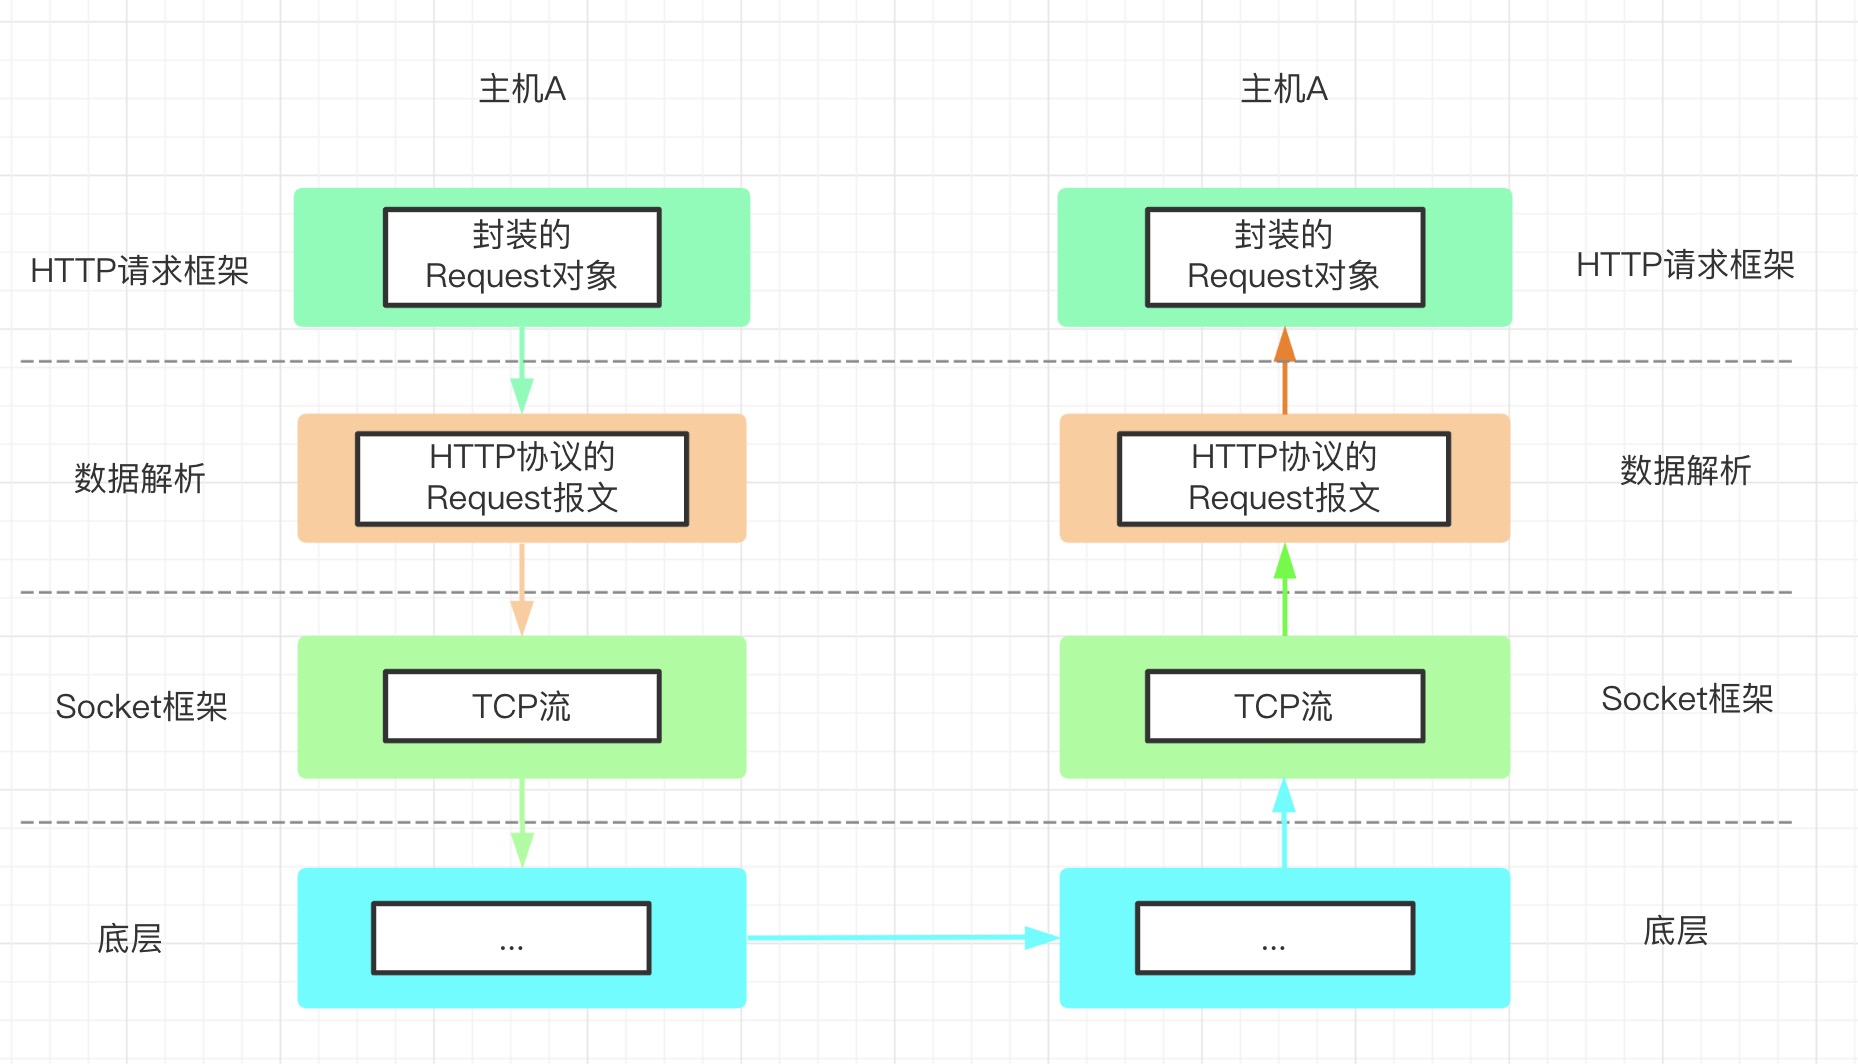 主机A
主机A
封装的
Request对象
封装的
Request对象
HTTP请求框架
HTTP请求框架
HTTP协议的
Request报文
HTTP协议的
Request报文
数据解析
数据解析
TCP流
TCP流
Socket框架
Socket框架
...
...
底层
底层